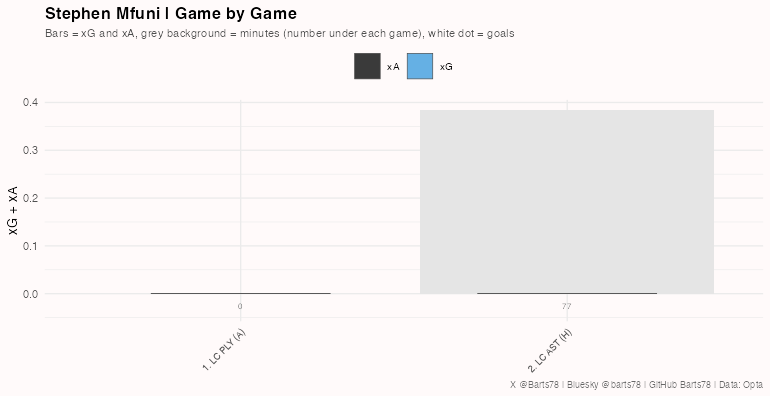 Stephen Mfuni | Game by Game
Bars = xG and xA, grey background = minutes (number under each game), white dot = goals
xA xG
0.4
0.3
0.2
0.1
0.0
xG + xA
0 77
1. LC PLY (A) 2. LC AST (H)
X @Barts78 | Bluesky @barts78 | GitHub Barts78 | Data: Opta